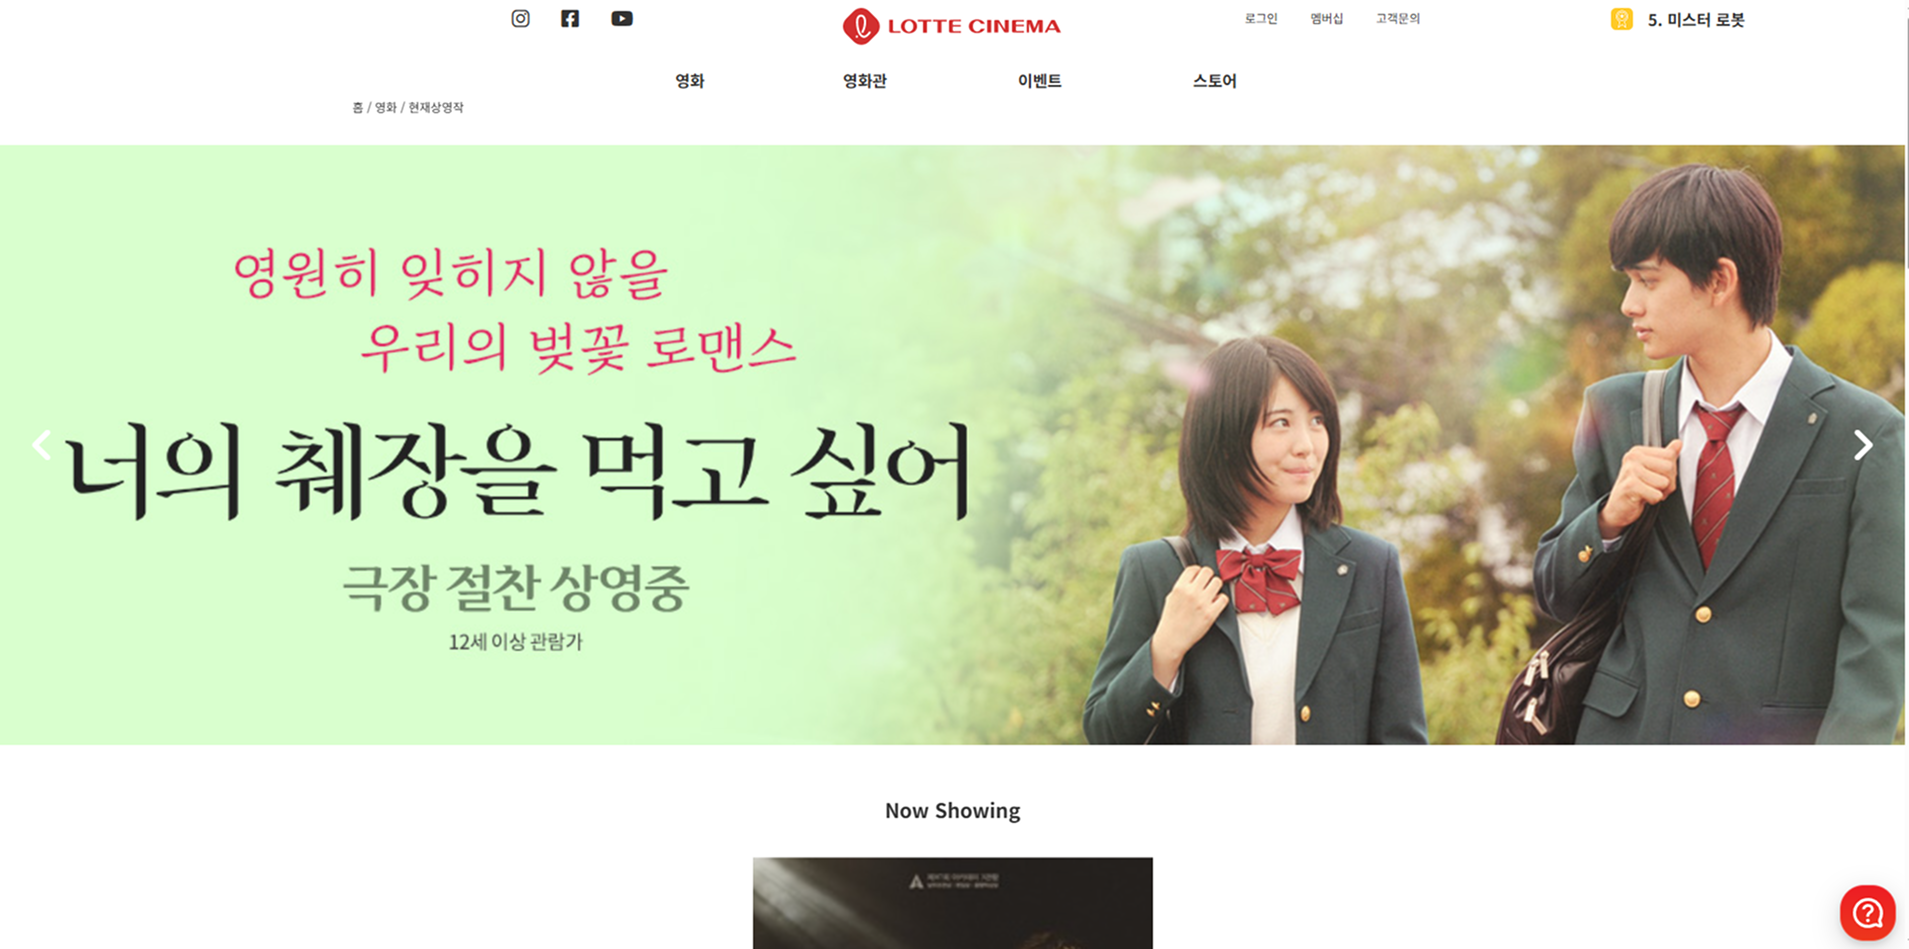 LOTTE CINEMA
로그인 멤버십 고객문의
5. 미스터 로봇
영화 영화관 이벤트 스토어
홈 / 영화 / 현재상영작
영원히 잊히지 않을
우리의 벚꽃 로맨스
너의 췌장을 먹고 싶어
극장 절찬 상영중
12세 이상 관람가
Now Showing